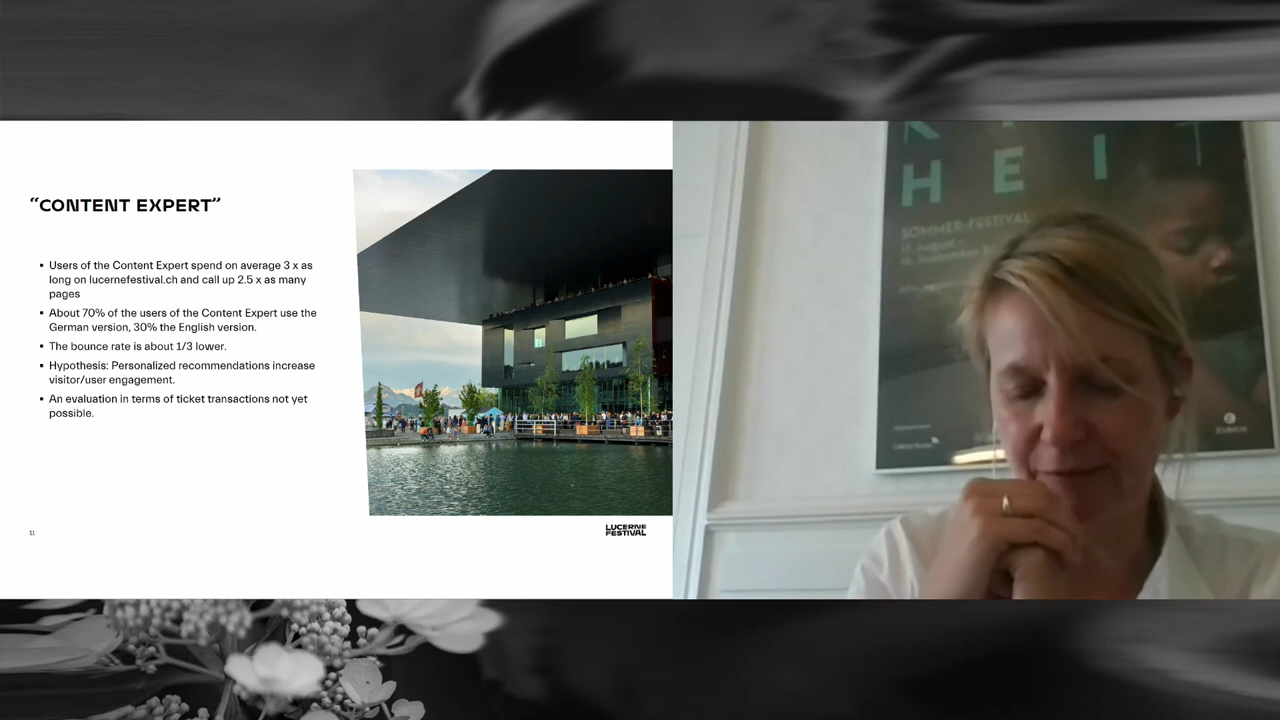 “CONTENT EXPERT”
▪ Users of the Content Expert spend on average 3 x as
long on lucernefestival.ch and call up 2.5 x as many
pages
▪ About 70% of the users of the Content Expert use the
German version, 30% the English version.
▪ The bounce rate is about 1/3 lower.
▪ Hypothesis: Personalized recommendations increase
visitor/user engagement.
▪ An evaluation in terms of ticket transactions not yet
possible.
11
LUCERNE
FESTIVAL
HEIT
SOMMER-FESTIVAL
ZURICH